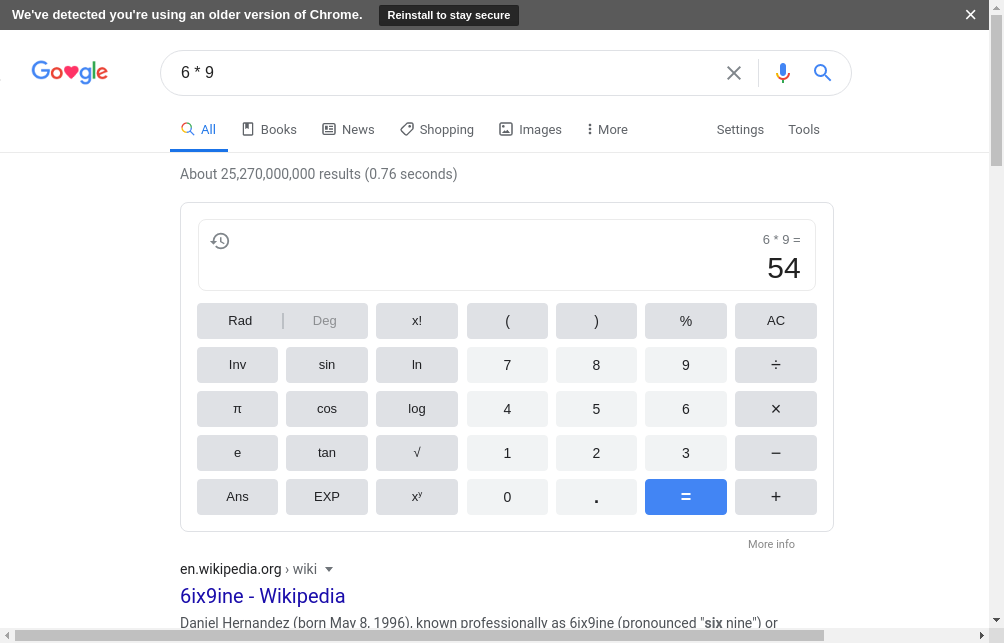 We've detected you're using an older version of Chrome. Reinstall to stay secure
Google
6 * 9
All Books News Shopping Images More Settings Tools
About 25,270,000,000 results (0.76 seconds)
6 * 9 =
54
Rad Deg x! ( ) % AC
Inv sin ln 7 8 9 ÷
π cos log 4 5 6 ×
e tan √ 1 2 3 −
Ans EXP xʸ 0 . = +
More info
en.wikipedia.org › wiki
6ix9ine - Wikipedia
Daniel Hernandez (born May 8, 1996), known professionally as 6ix9ine (pronounced "six nine") or